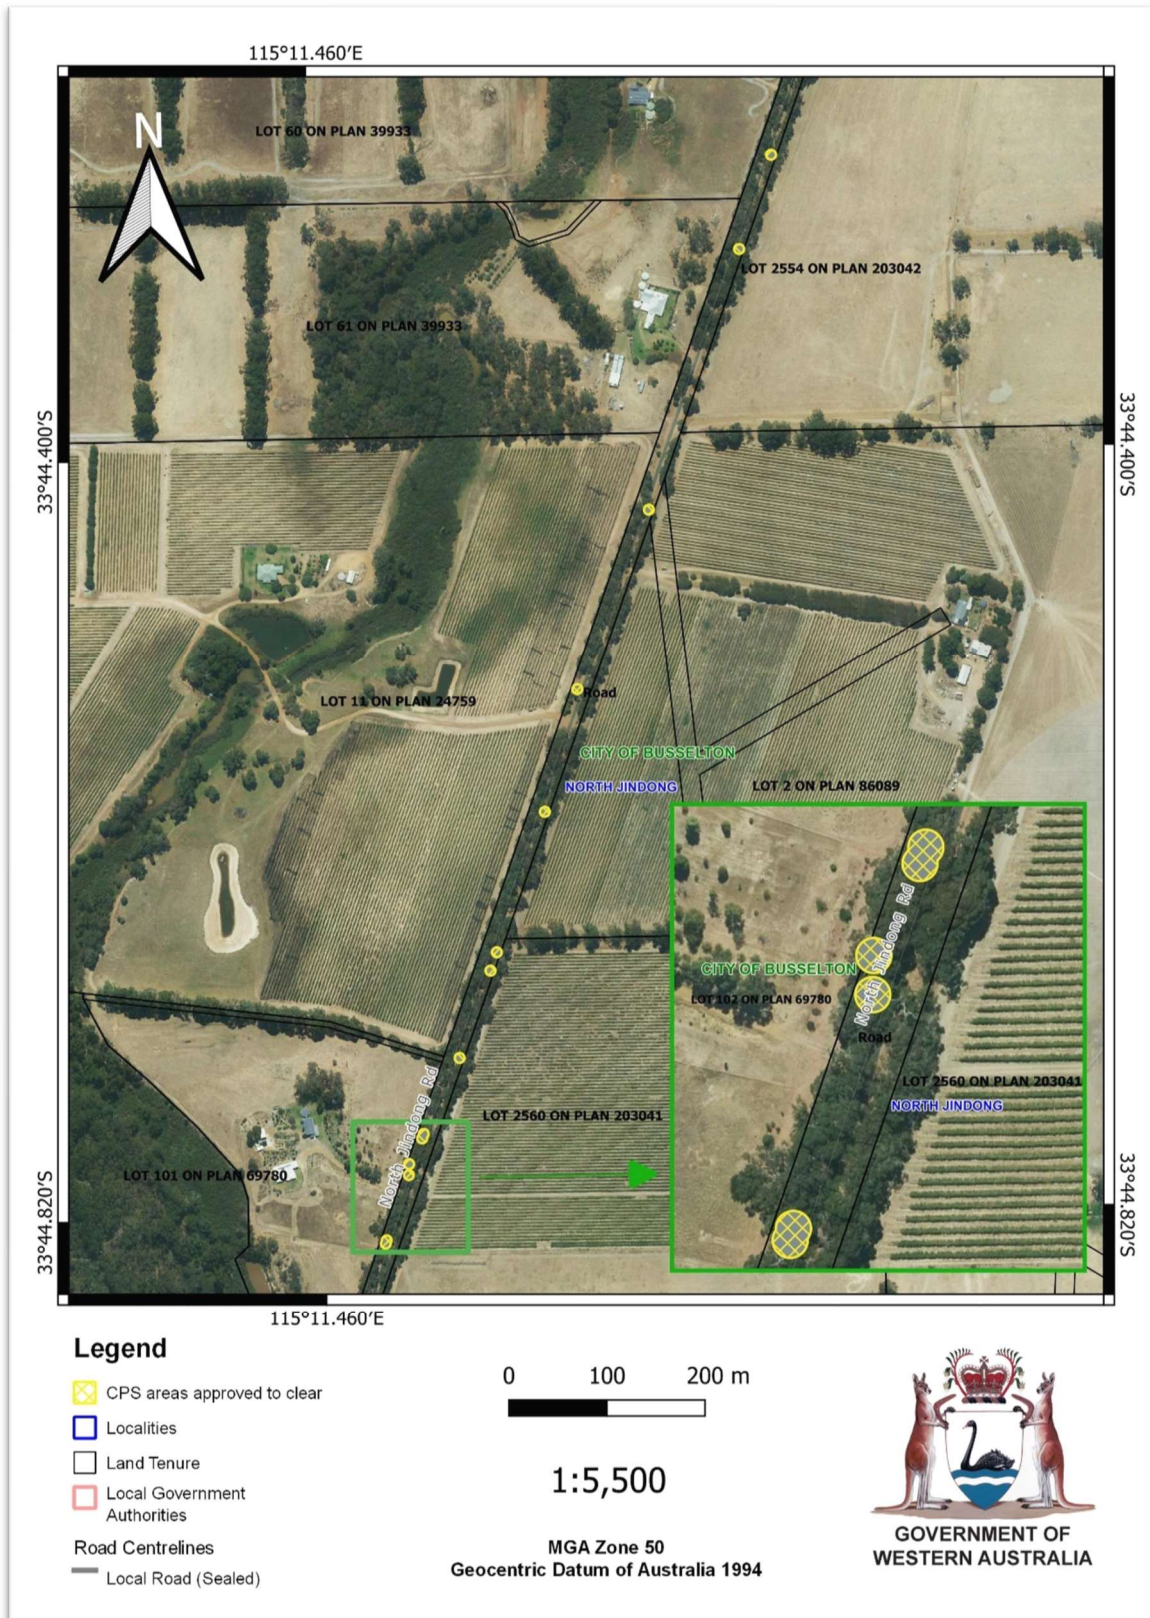 115°11.460'E
N
LOT 60 ON PLAN 39933
LOT 2554 ON PLAN 203042
LOT 61 ON PLAN 39933
33°44.400'S
33°44.400'S
LOT 11 ON PLAN 24759
Road
CITY OF BUSSELTON
NORTH JINDONG
LOT 2 ON PLAN 86089
North Jindong Rd
CITY OF BUSSELTON
LOT 102 ON PLAN 69780
Road
LOT 2560 ON PLAN 203041
NORTH JINDONG
North Jindong Rd
LOT 2560 ON PLAN 203041
LOT 101 ON PLAN 69780
33°44.820'S
33°44.820'S
115°11.460'E
Legend
CPS areas approved to clear
Localities
Land Tenure
Local Government
Authorities
Road Centrelines
Local Road (Sealed)
0 100 200 m
1:5,500
MGA Zone 50
Geocentric Datum of Australia 1994
GOVERNMENT OF
WESTERN AUSTRALIA